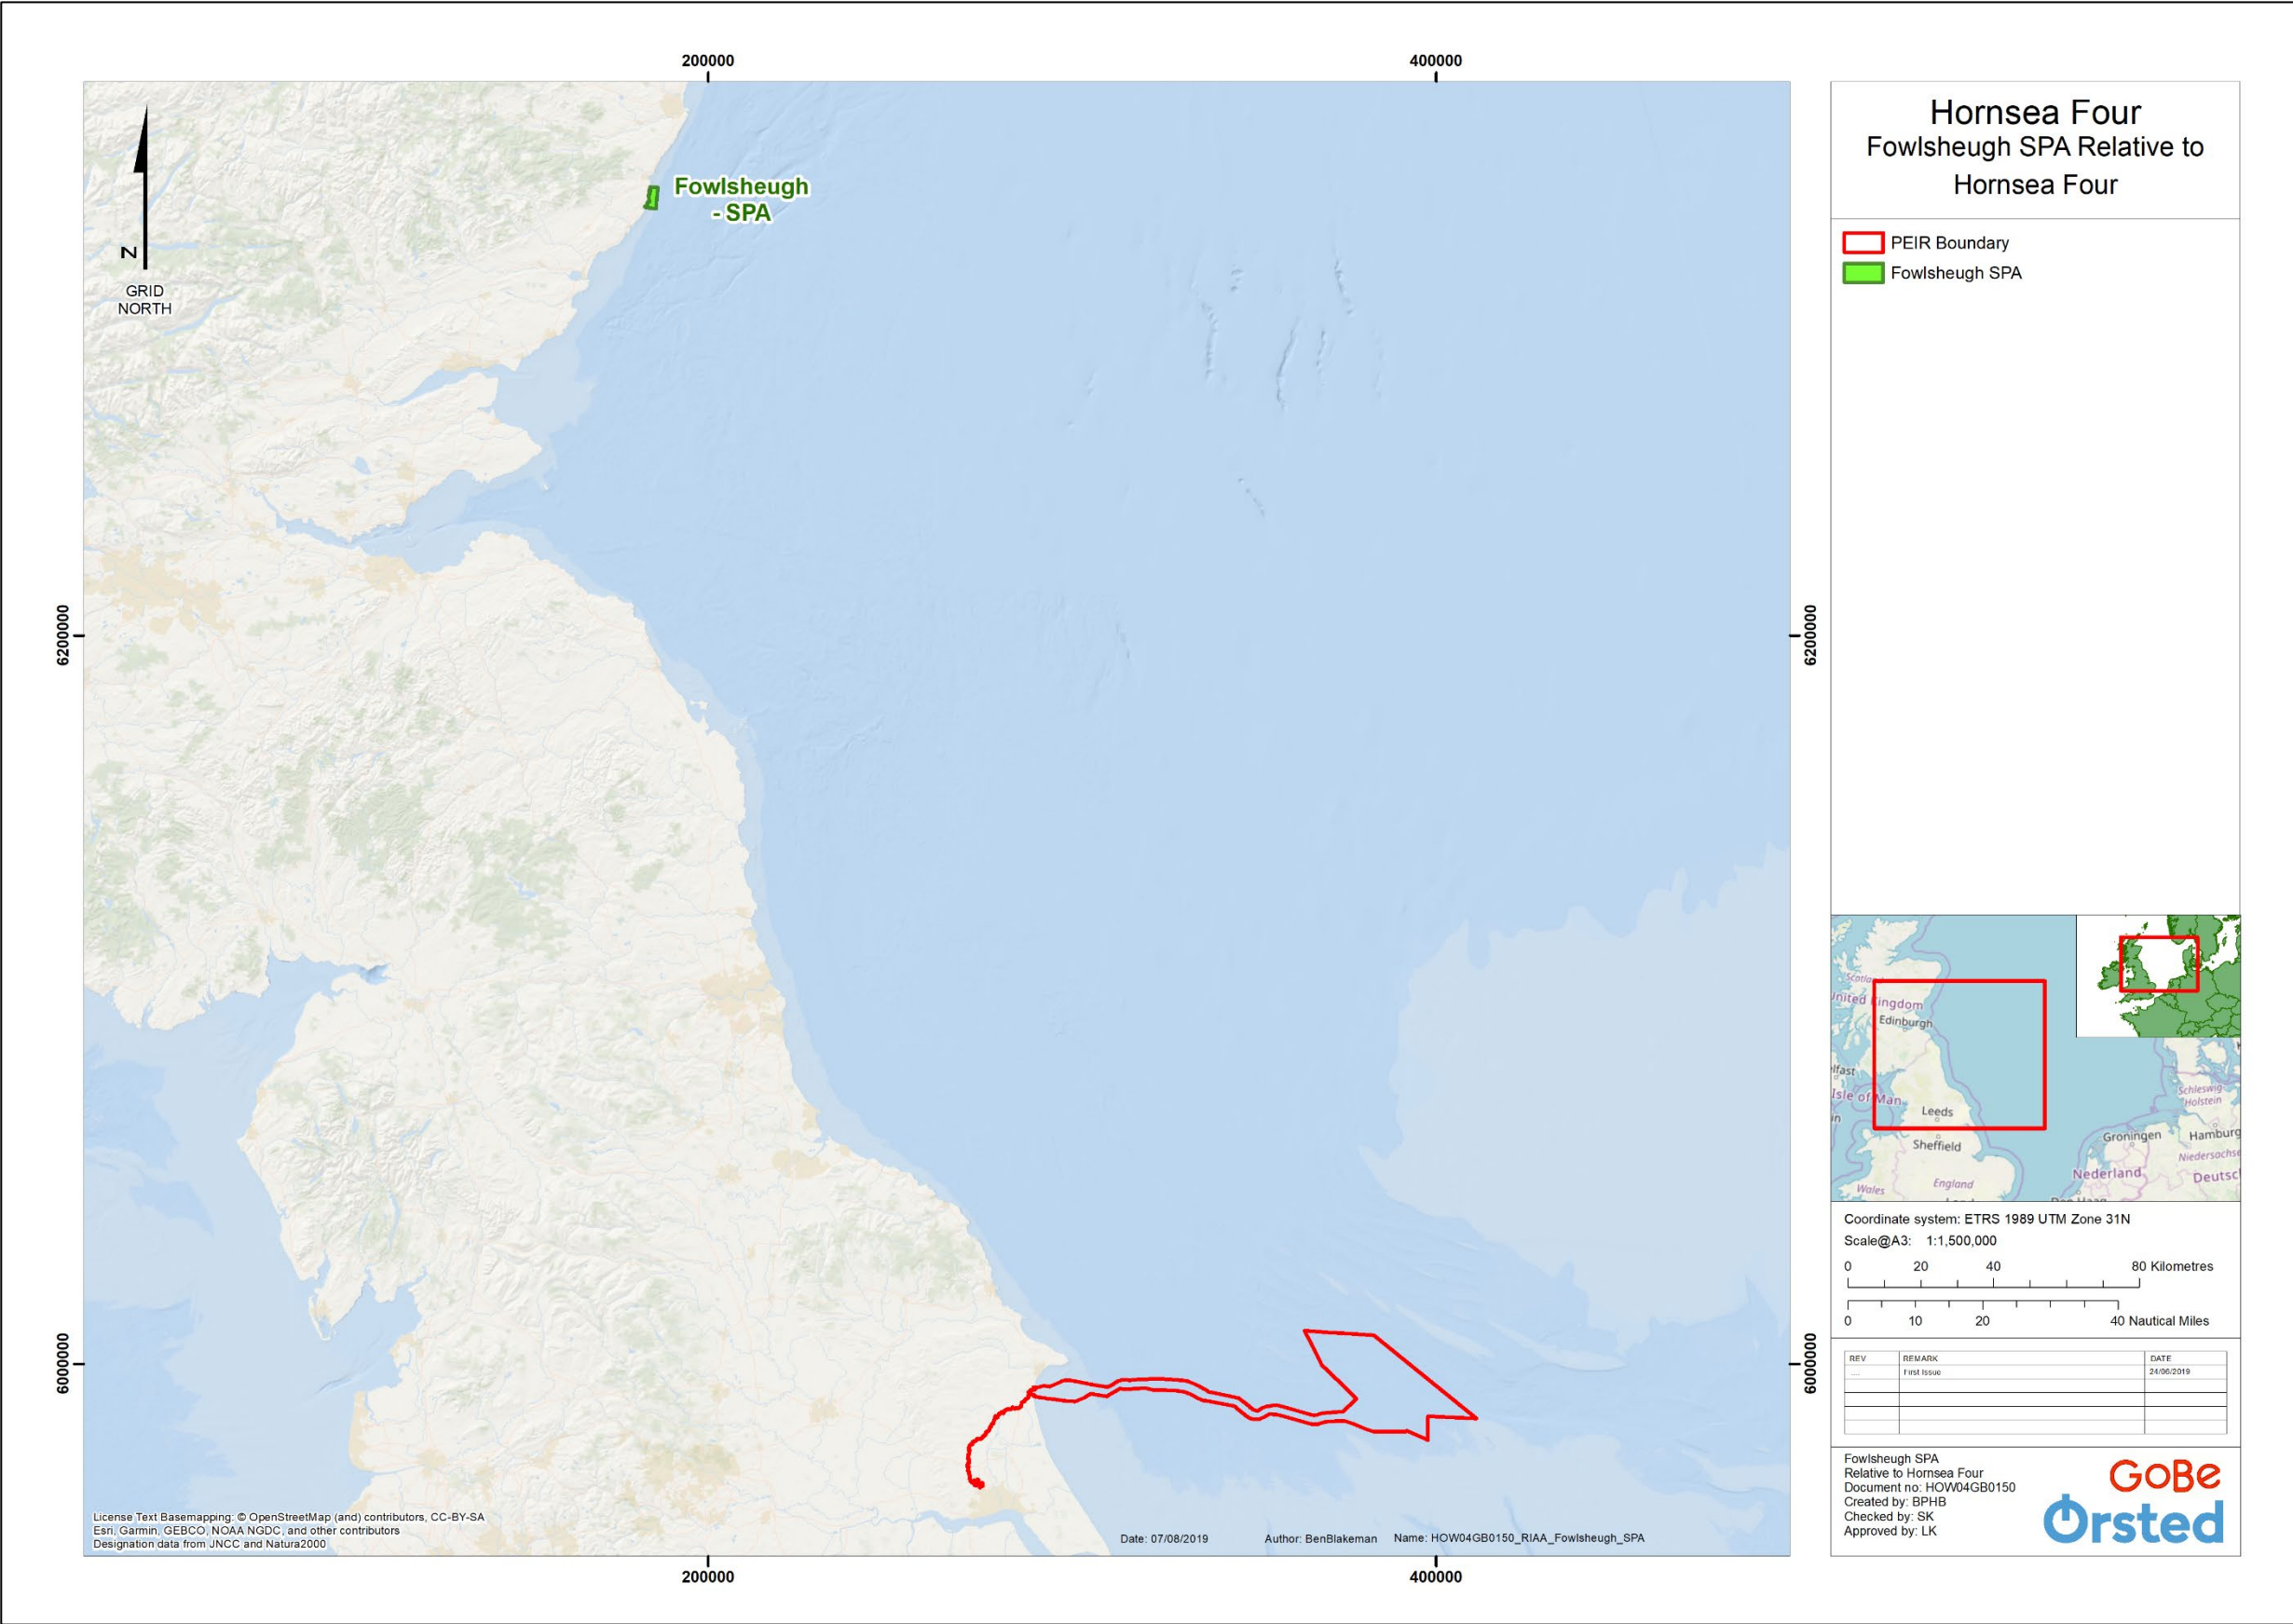 200000
400000
N
GRID
NORTH
Fowlsheugh
- SPA
6200000
6200000
6000000
6000000
License Text Basemapping: © OpenStreetMap (and) contributors, CC-BY-SA
Esri, Garmin, GEBCO, NOAA NGDC, and other contributors
Designation data from JNCC and Natura2000
Date: 07/08/2019
Author: BenBlakeman
Name: HOW04GB0150_RIAA_Fowlsheugh_SPA
200000
400000
Hornsea Four
Fowlsheugh SPA Relative to
Hornsea Four
PEIR Boundary
Fowlsheugh SPA
United Kingdom
Edinburgh
Isle of Man
Leeds
Sheffield
Wales
England
Groningen
Hamburg
Schleswig-
Holstein
Nederland
Coordinate system: ETRS 1989 UTM Zone 31N
Scale@A3: 1:1,500,000
0 20 40 80 Kilometres
0 10 20 40 Nautical Miles
REV REMARK DATE
First Issue 24/06/2019
Fowlsheugh SPA
Relative to Hornsea Four
Document no: HOW04GB0150
Created by: BPHB
Checked by: SK
Approved by: LK
GoBe
Ørsted